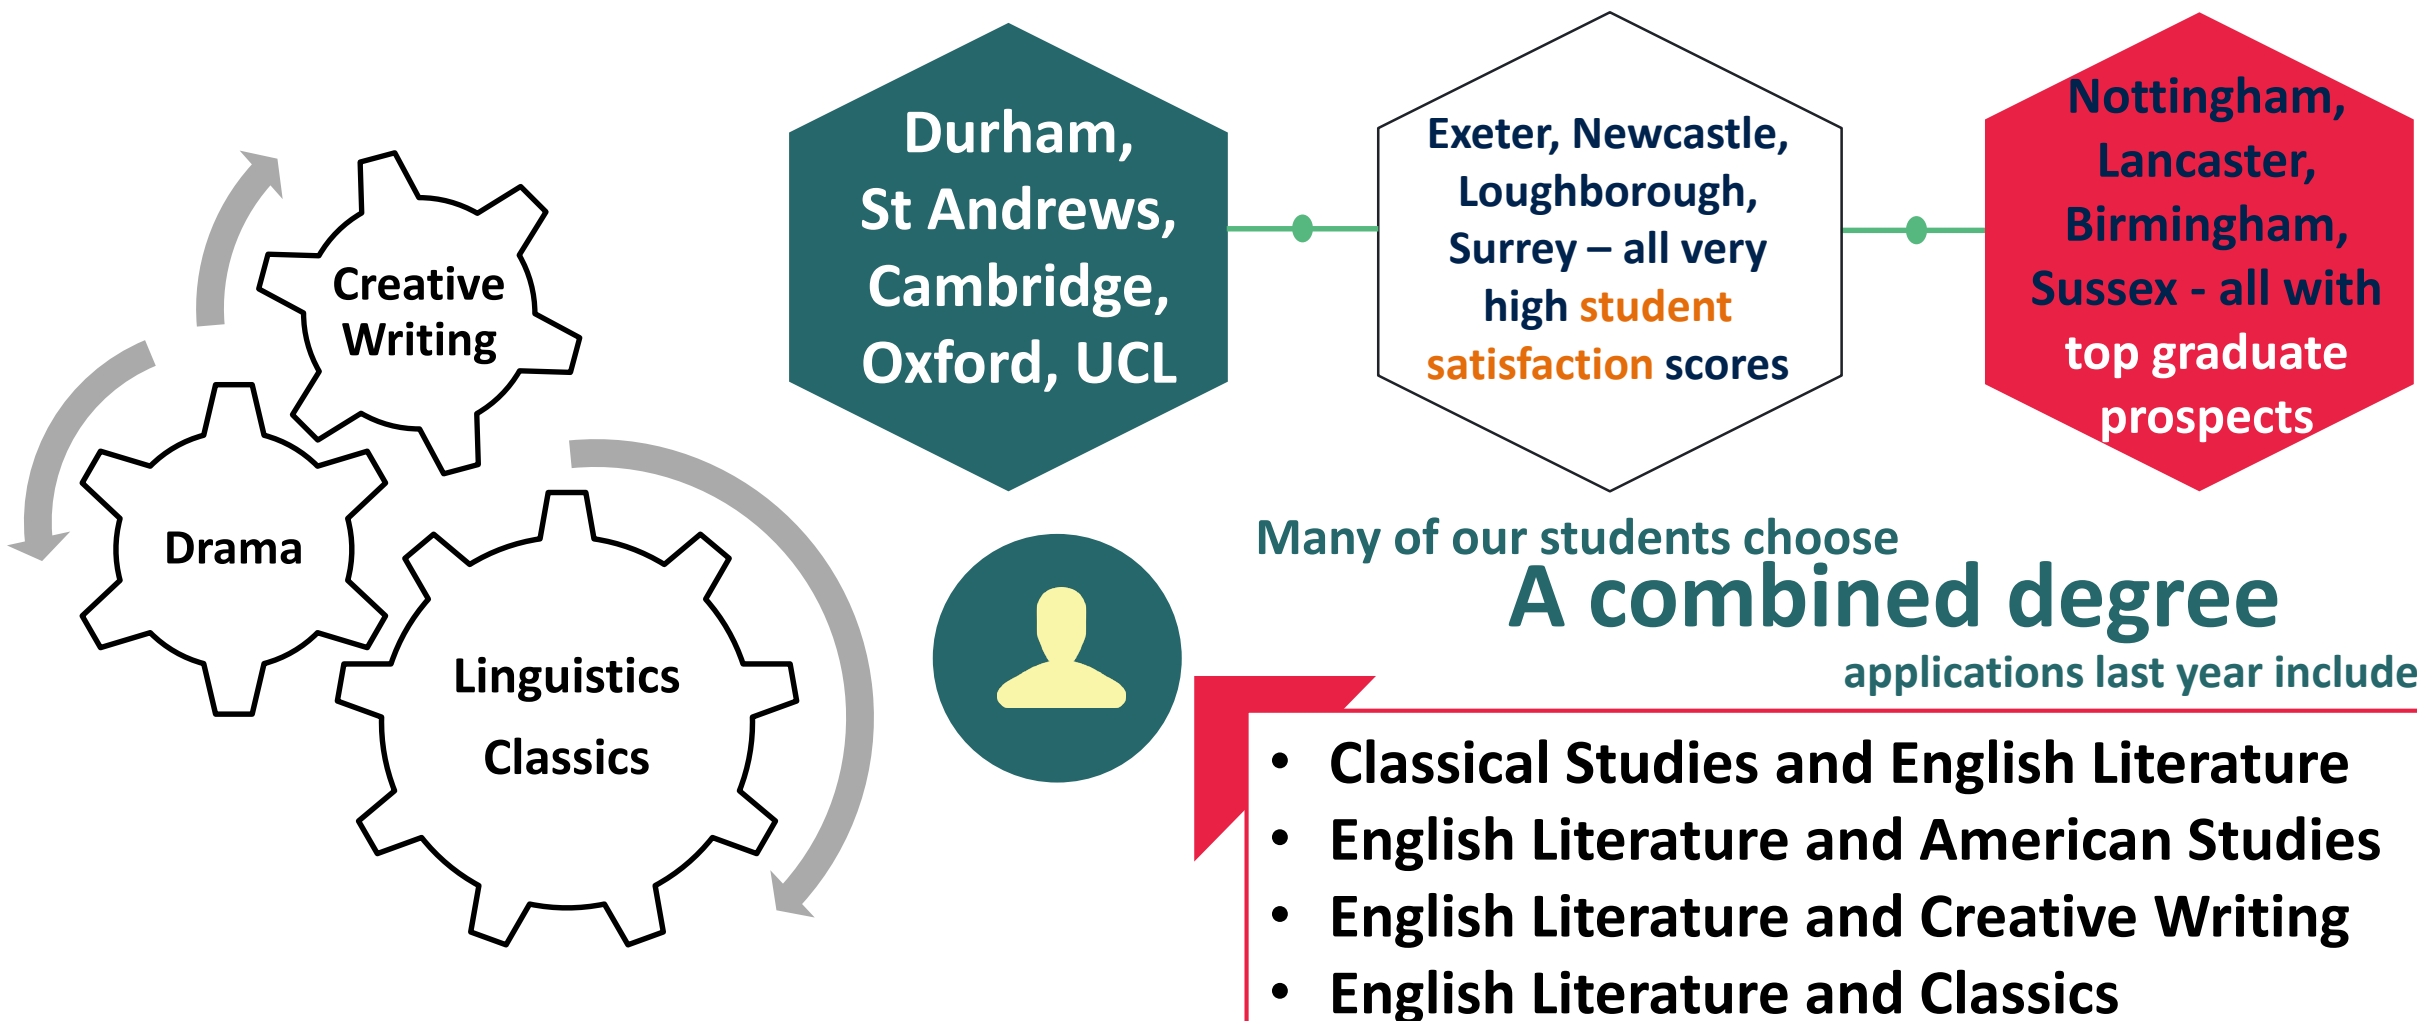 Creative
Writing
Drama
Linguistics
Classics
Durham,
St Andrews,
Cambridge,
Oxford, UCL
Exeter, Newcastle,
Loughborough,
Surrey – all very
high student
satisfaction scores
Nottingham,
Lancaster,
Birmingham,
Sussex - all with
top graduate
prospects
Many of our students choose
A combined degree
applications last year include
• Classical Studies and English Literature
• English Literature and American Studies
• English Literature and Creative Writing
• English Literature and Classics